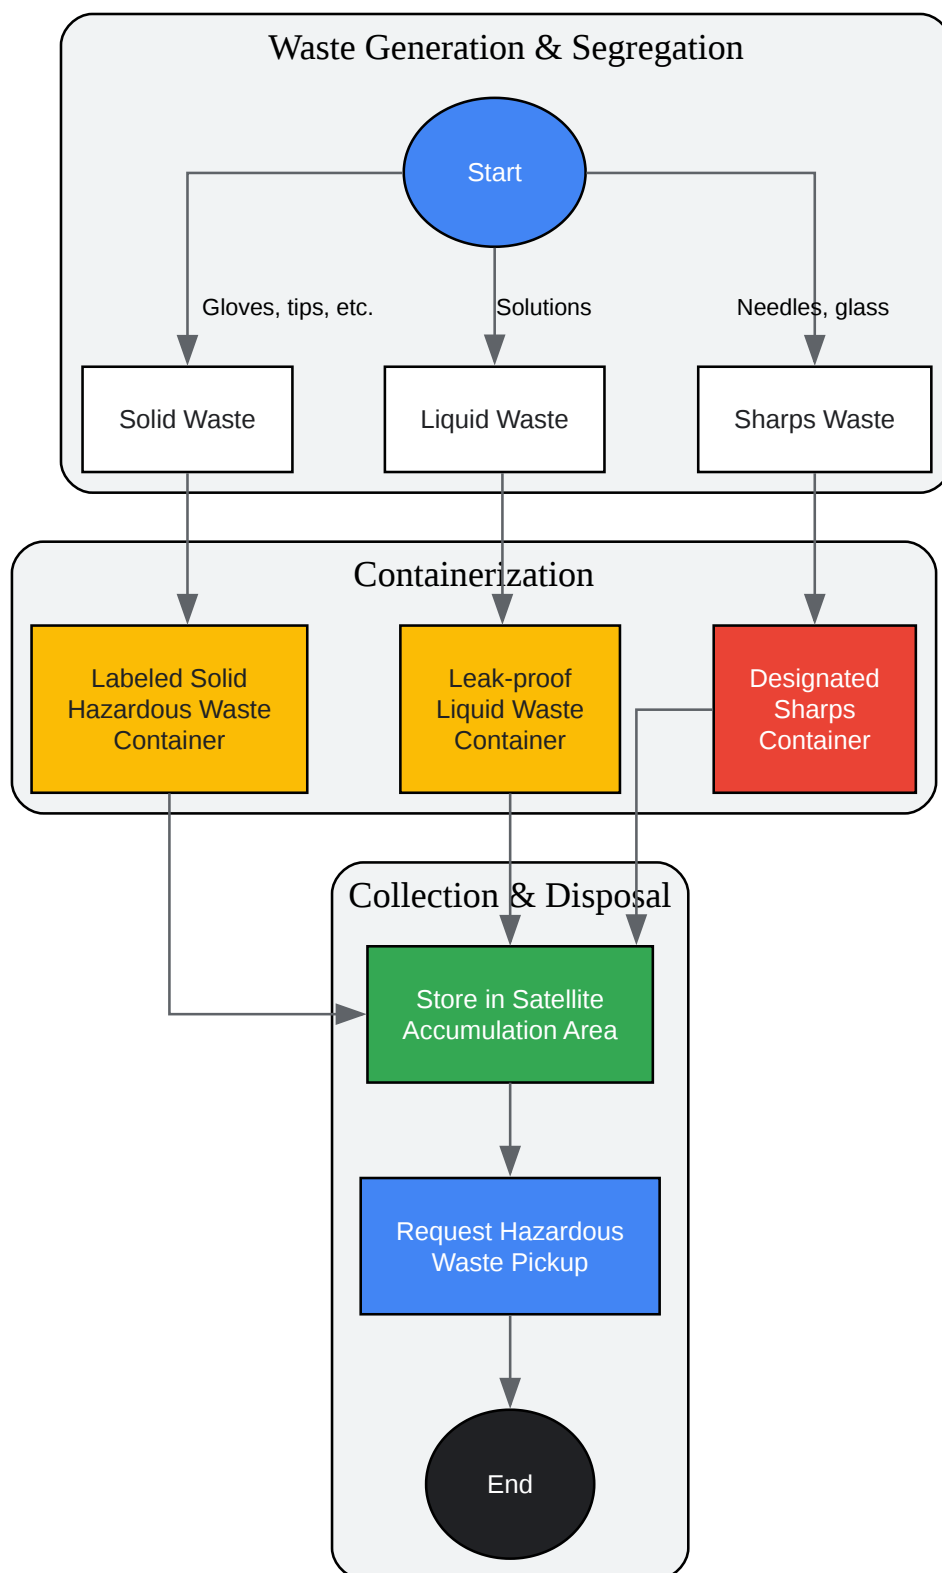 Waste Generation & Segregation
Start
Gloves, tips, etc.
Solutions
Needles, glass
Solid Waste
Liquid Waste
Sharps Waste
Containerization
Labeled Solid
Hazardous Waste
Container
Leak-proof
Liquid Waste
Container
Designated
Sharps
Container
Collection & Disposal
Store in Satellite
Accumulation Area
Request Hazardous
Waste Pickup
End